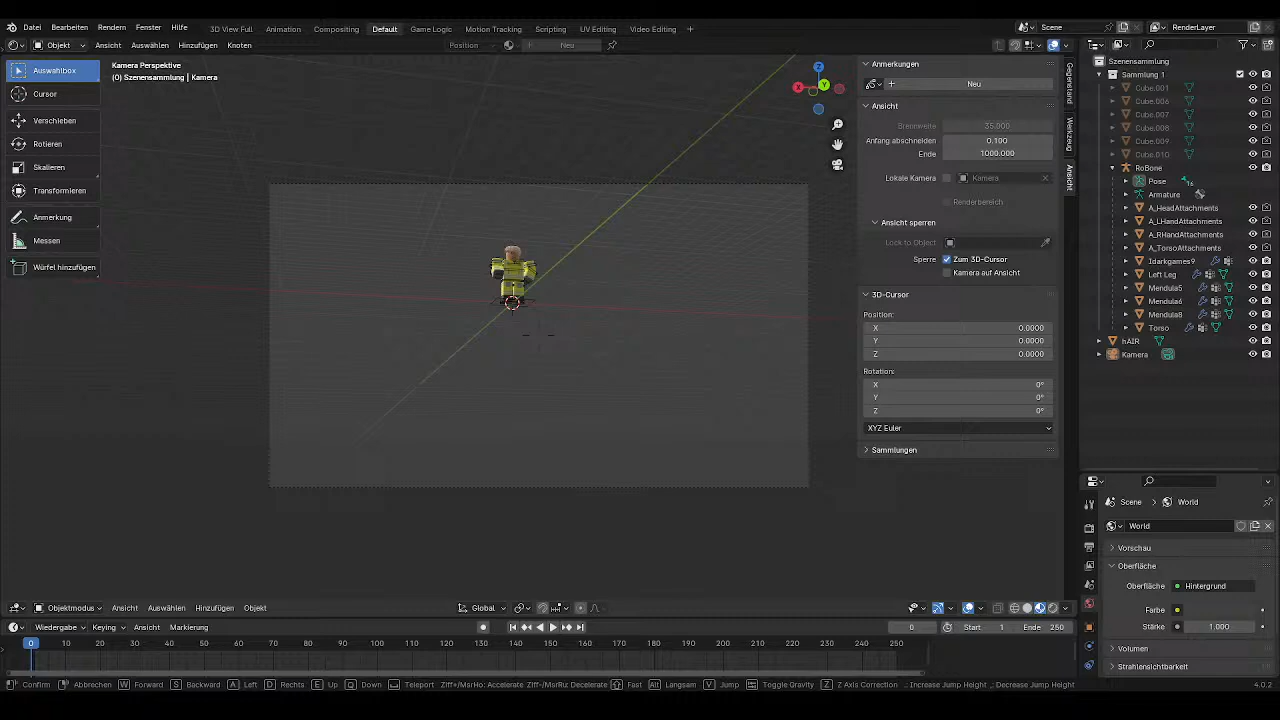 Datei Bearbeiten Rendern Fenster Hilfe 3D View Full Animation Compositing Default Game Logic Motion Tracking Scripting UV Editing Video Editing + Scene RenderLayer
Objekt Ansicht Auswählen Hinzufügen Knoten Position Neu
Kamera Perspektive
(0) Szenensammlung | Kamera
Auswahlbox
Cursor
Verschieben
Rotieren
Skalieren
Transformieren
Anmerkung
Messen
Würfel hinzufügen
Z
Y
X
Anmerkungen
Neu
Ansicht
Brennweite 35.000
Anfang abschneiden 0.100
Ende 1000.000
Lokale Kamera Kamera
Renderbereich
Ansicht sperren
Lock to Object
Sperre Zum 3D-Cursor
Kamera auf Ansicht
3D-Cursor
Position:
X 0.0000
Y 0.0000
Z 0.0000
Rotation:
X 0°
Y 0°
Z 0°
XYZ Euler
Sammlungen
Gegenstand
Werkzeug
Ansicht
Szenensammlung
Sammlung 1
Cube.001
Cube.006
Cube.007
Cube.008
Cube.009
Cube.010
RoBone
Pose
Armature
A_HeadAttachments
A_LHandAttachments
A_RHandAttachments
A_TorsoAttachments
Idarkgames9
Left Leg
Mendula5
Mendula6
Mendula8
Torso
hAIR
Kamera
Scene World
World
Vorschau
Oberfläche
Oberfläche Hintergrund
Farbe
Stärke 1.000
Volumen
Strahlensichtbarkeit
Objektmodus Ansicht Auswählen Hinzufügen Objekt Global
Wiedergabe Keying Ansicht Markierung 0 Start 1 Ende 250
0 10 20 30 40 50 60 70 80 90 100 110 120 130 140 150 160 170 180 190 200 210 220 230 240 250
Confirm Abbrechen W Forward S Backward A Left D Rechts E Up Q Down Teleport Fast Alt Langsam V Jump Toggle Gravity Z Z Axis Correction Increase Jump Height Decrease Jump Height 4.0.2